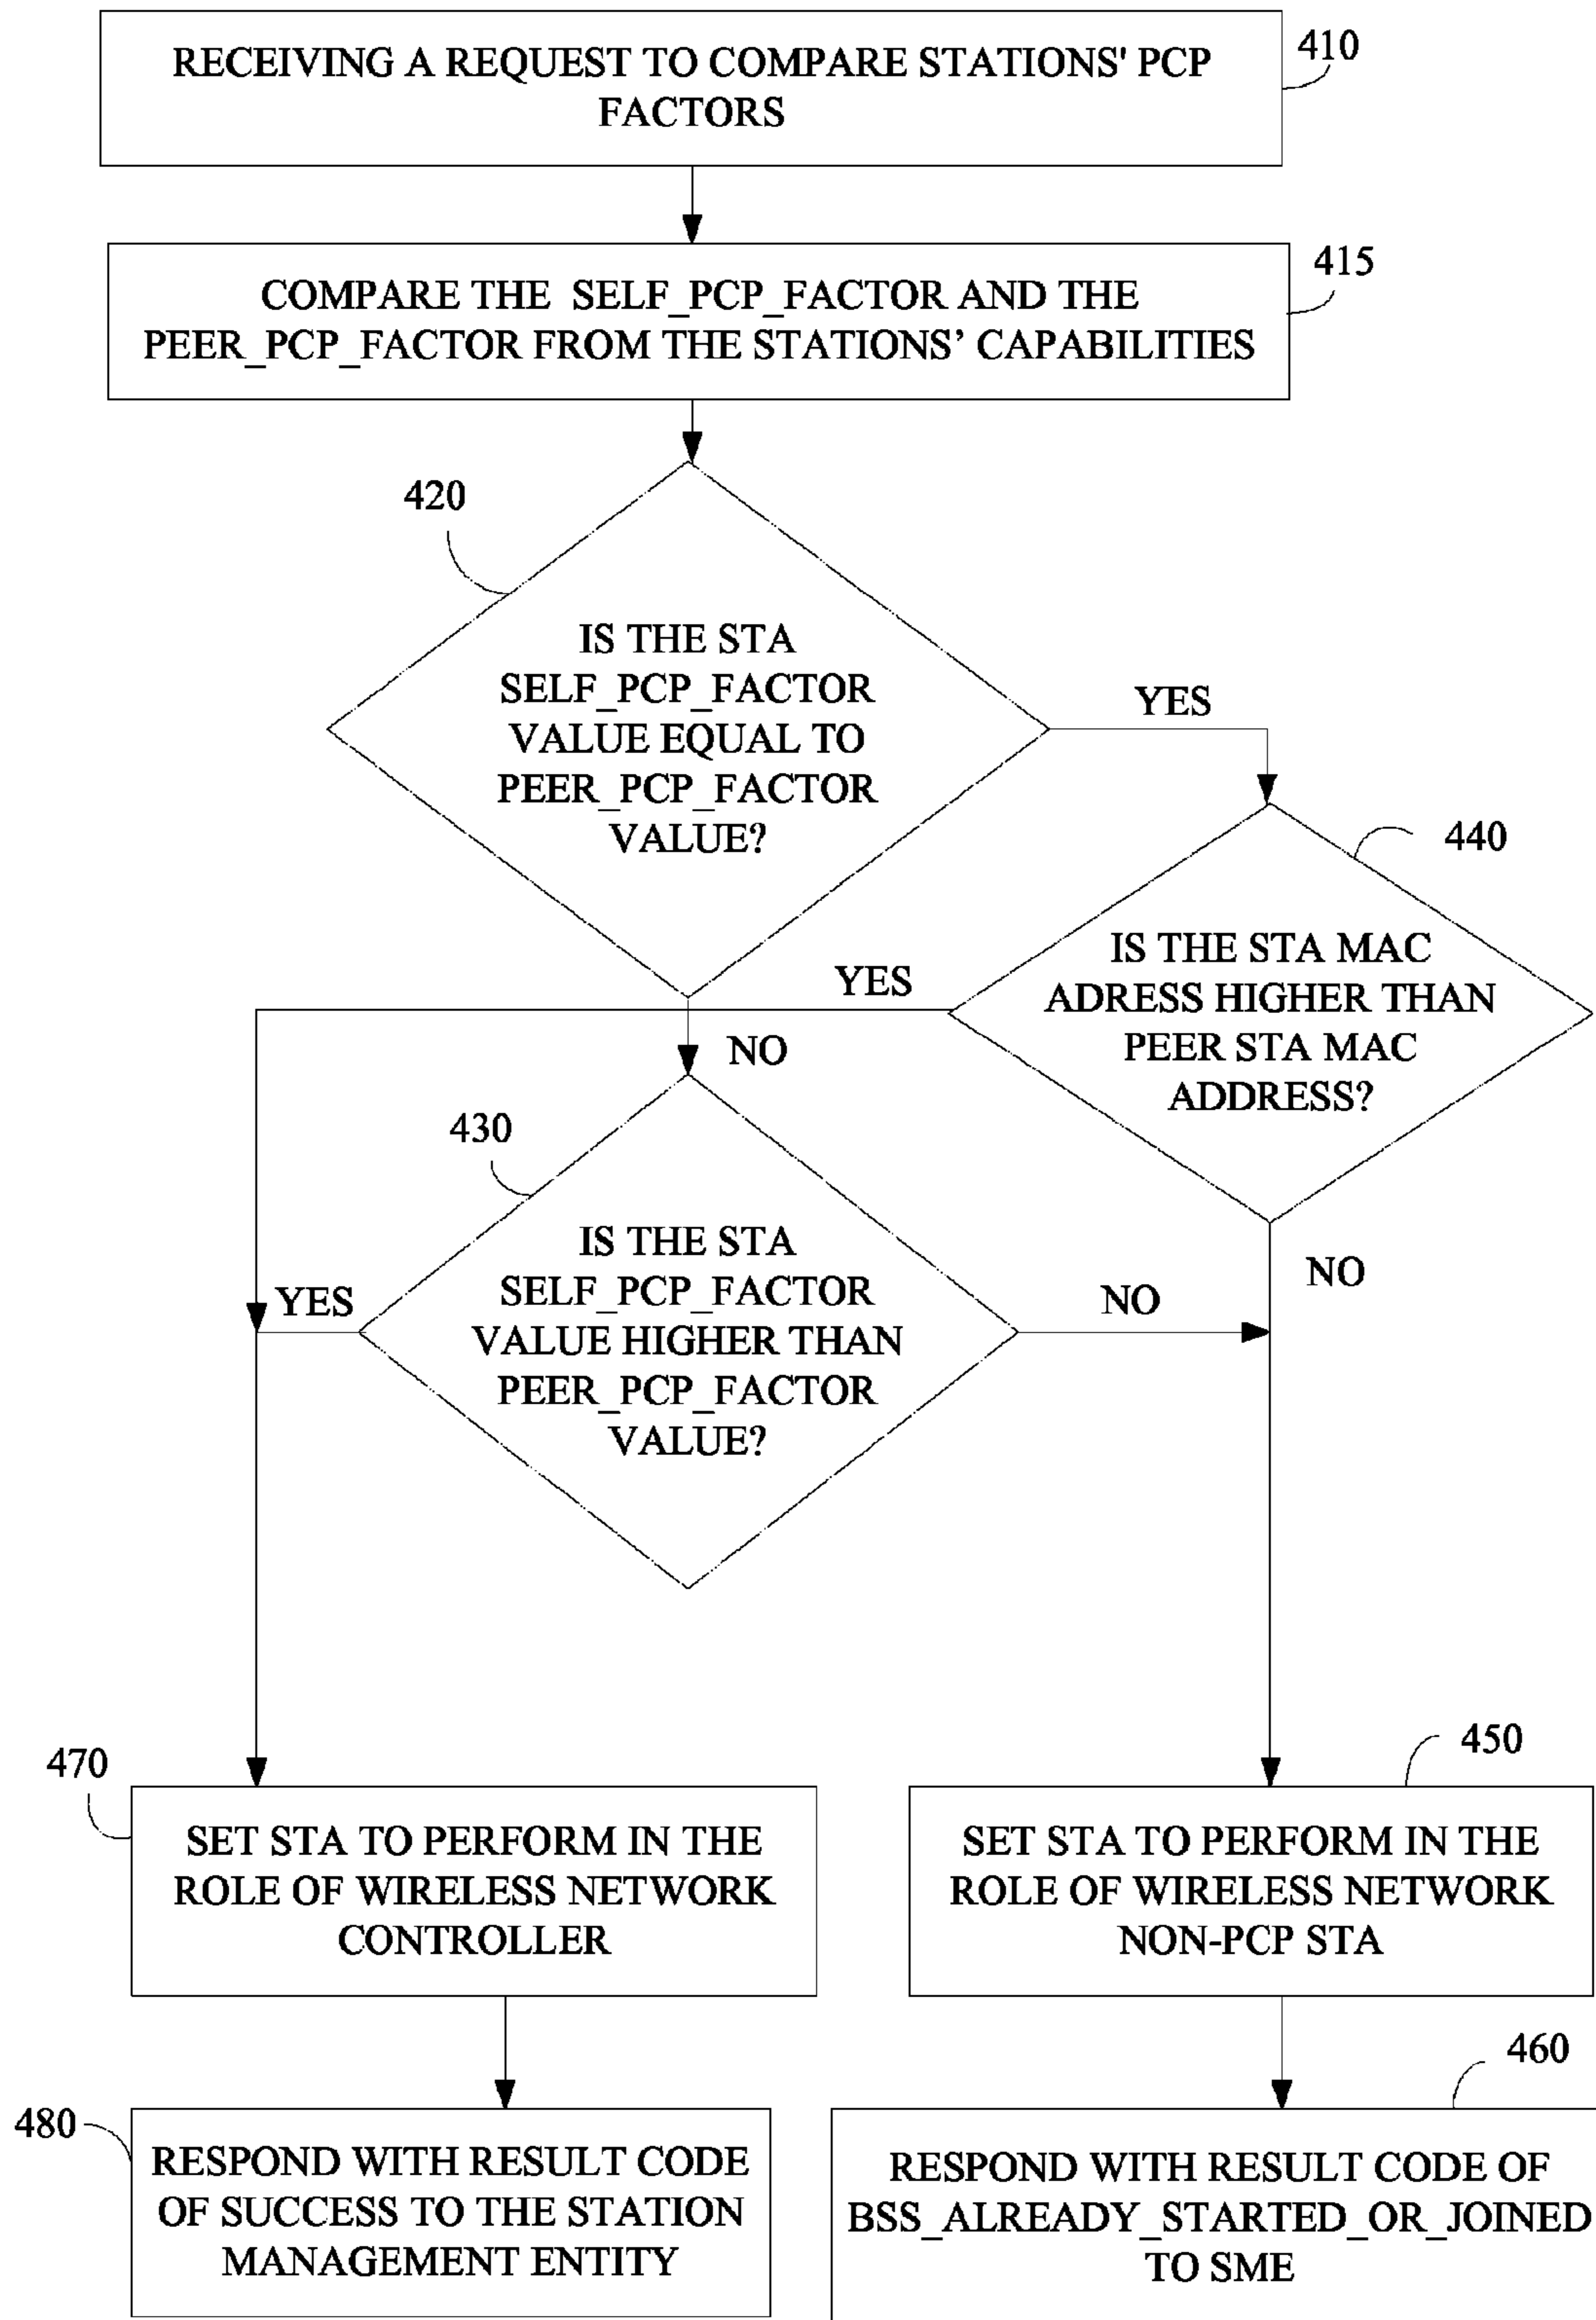 RECEIVING A REQUEST TO COMPARE STATIONS' PCP
FACTORS
410
COMPARE THE SELF_PCP_FACTOR AND THE
PEER_PCP_FACTOR FROM THE STATIONS’ CAPABILITIES
415
420
IS THE STA
SELF_PCP_FACTOR
VALUE EQUAL TO
PEER_PCP_FACTOR
VALUE?
YES
440
IS THE STA MAC
ADRESS HIGHER THAN
PEER STA MAC
ADDRESS?
YES
NO
NO
430
IS THE STA
SELF_PCP_FACTOR
VALUE HIGHER THAN
PEER_PCP_FACTOR
VALUE?
YES
NO
470
SET STA TO PERFORM IN THE
ROLE OF WIRELESS NETWORK
CONTROLLER
450
SET STA TO PERFORM IN THE
ROLE OF WIRELESS NETWORK
NON-PCP STA
480
RESPOND WITH RESULT CODE
OF SUCCESS TO THE STATION
MANAGEMENT ENTITY
460
RESPOND WITH RESULT CODE OF
BSS_ALREADY_STARTED_OR_JOINED
TO SME